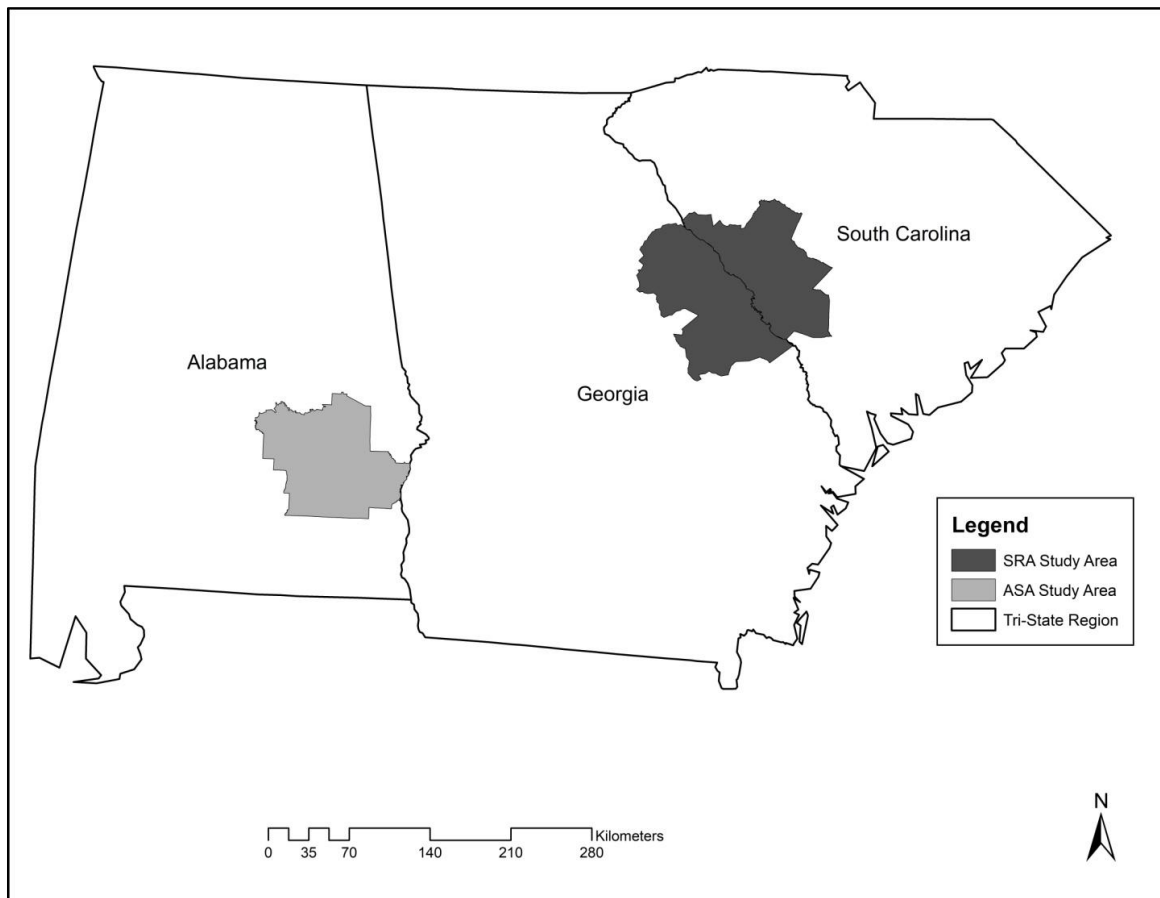 South Carolina
Alabama
Georgia
Legend
SRA Study Area
ASA Study Area
Tri-State Region
N
Kilometers
0 35 70 140 210 280